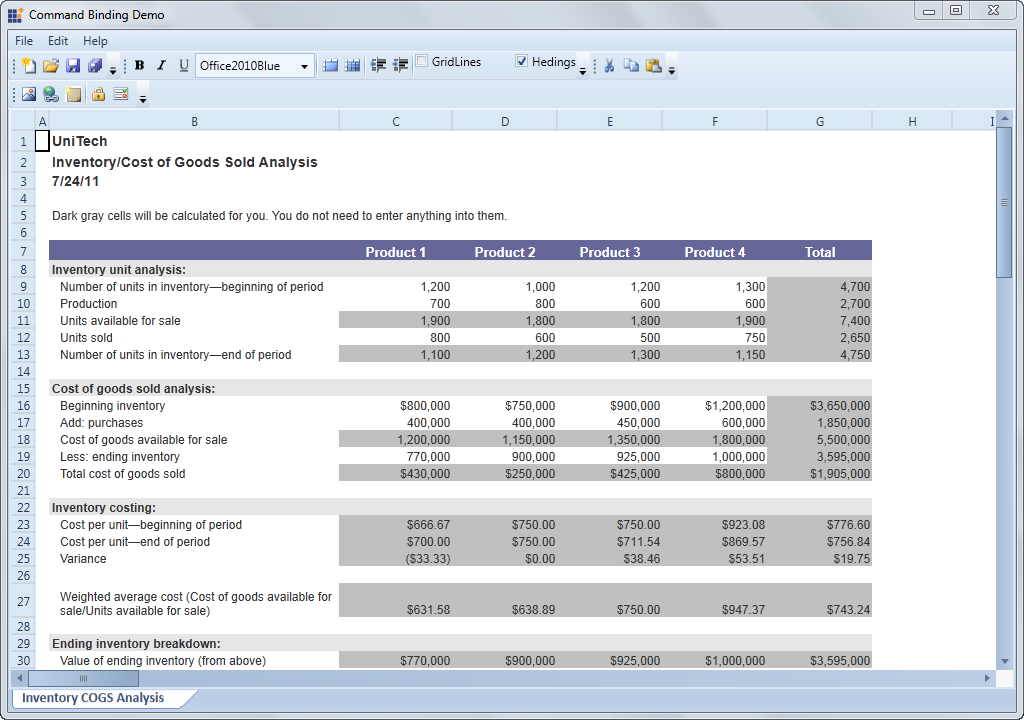 Command Binding Demo
File Edit Help
B I U Office2010Blue GridLines Hedings
A B C D E F G H I
1 UniTech
2 Inventory/Cost of Goods Sold Analysis
3 7/24/11
4
5 Dark gray cells will be calculated for you. You do not need to enter anything into them.
6
7 Product 1 Product 2 Product 3 Product 4 Total
8 Inventory unit analysis:
9 Number of units in inventory—beginning of period 1,200 1,000 1,200 1,300 4,700
10 Production 700 800 600 600 2,700
11 Units available for sale 1,900 1,800 1,800 1,900 7,400
12 Units sold 800 600 500 750 2,650
13 Number of units in inventory—end of period 1,100 1,200 1,300 1,150 4,750
14
15 Cost of goods sold analysis:
16 Beginning inventory $800,000 $750,000 $900,000 $1,200,000 $3,650,000
17 Add: purchases 400,000 400,000 450,000 600,000 1,850,000
18 Cost of goods available for sale 1,200,000 1,150,000 1,350,000 1,800,000 5,500,000
19 Less: ending inventory 770,000 900,000 925,000 1,000,000 3,595,000
20 Total cost of goods sold $430,000 $250,000 $425,000 $800,000 $1,905,000
21
22 Inventory costing:
23 Cost per unit—beginning of period $666.67 $750.00 $750.00 $923.08 $776.60
24 Cost per unit—end of period $700.00 $750.00 $711.54 $869.57 $756.84
25 Variance ($33.33) $0.00 $38.46 $53.51 $19.75
26
Weighted average cost (Cost of goods available for
27 sale/Units available for sale) $631.58 $638.89 $750.00 $947.37 $743.24
28
29 Ending inventory breakdown:
30 Value of ending inventory (from above) $770,000 $900,000 $925,000 $1,000,000 $3,595,000
Inventory COGS Analysis